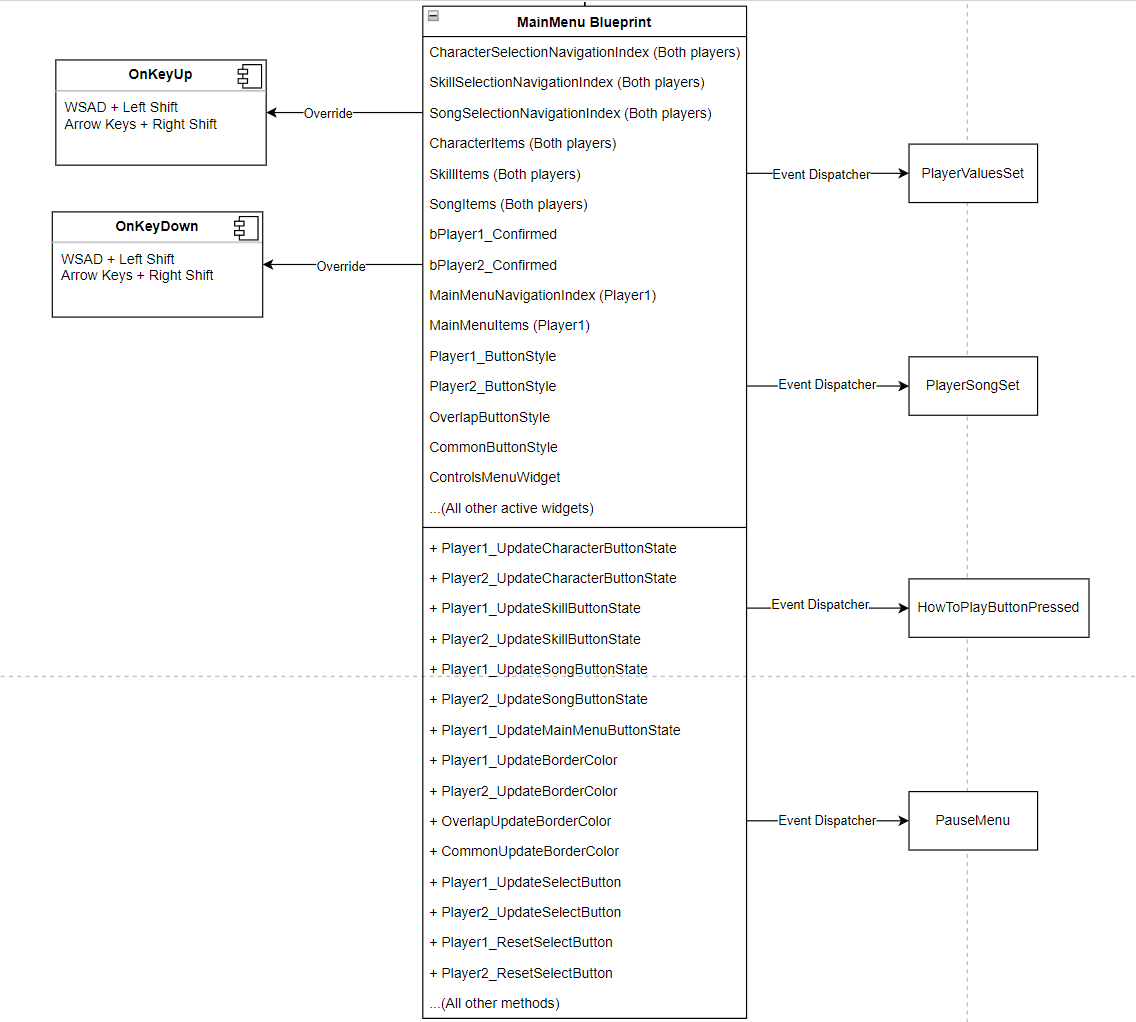 MainMenu Blueprint
CharacterSelectionNavigationIndex (Both players)
SkillSelectionNavigationIndex (Both players)
SongSelectionNavigationIndex (Both players)
CharacterItems (Both players)
SkillItems (Both players)
SongItems (Both players)
bPlayer1_Confirmed
bPlayer2_Confirmed
MainMenuNavigationIndex (Player1)
MainMenuItems (Player1)
Player1_ButtonStyle
Player2_ButtonStyle
OverlapButtonStyle
CommonButtonStyle
ControlsMenuWidget
...(All other active widgets)
+ Player1_UpdateCharacterButtonState
+ Player2_UpdateCharacterButtonState
+ Player1_UpdateSkillButtonState
+ Player2_UpdateSkillButtonState
+ Player1_UpdateSongButtonState
+ Player2_UpdateSongButtonState
+ Player1_UpdateMainMenuButtonState
+ Player1_UpdateBorderColor
+ Player2_UpdateBorderColor
+ OverlapUpdateBorderColor
+ CommonUpdateBorderColor
+ Player1_UpdateSelectButton
+ Player2_UpdateSelectButton
+ Player1_ResetSelectButton
+ Player2_ResetSelectButton
...(All other methods)
OnKeyUp
WSAD + Left Shift
Arrow Keys + Right Shift
Override
OnKeyDown
WSAD + Left Shift
Arrow Keys + Right Shift
Override
Event Dispatcher
PlayerValuesSet
Event Dispatcher
PlayerSongSet
Event Dispatcher
HowToPlayButtonPressed
Event Dispatcher
PauseMenu